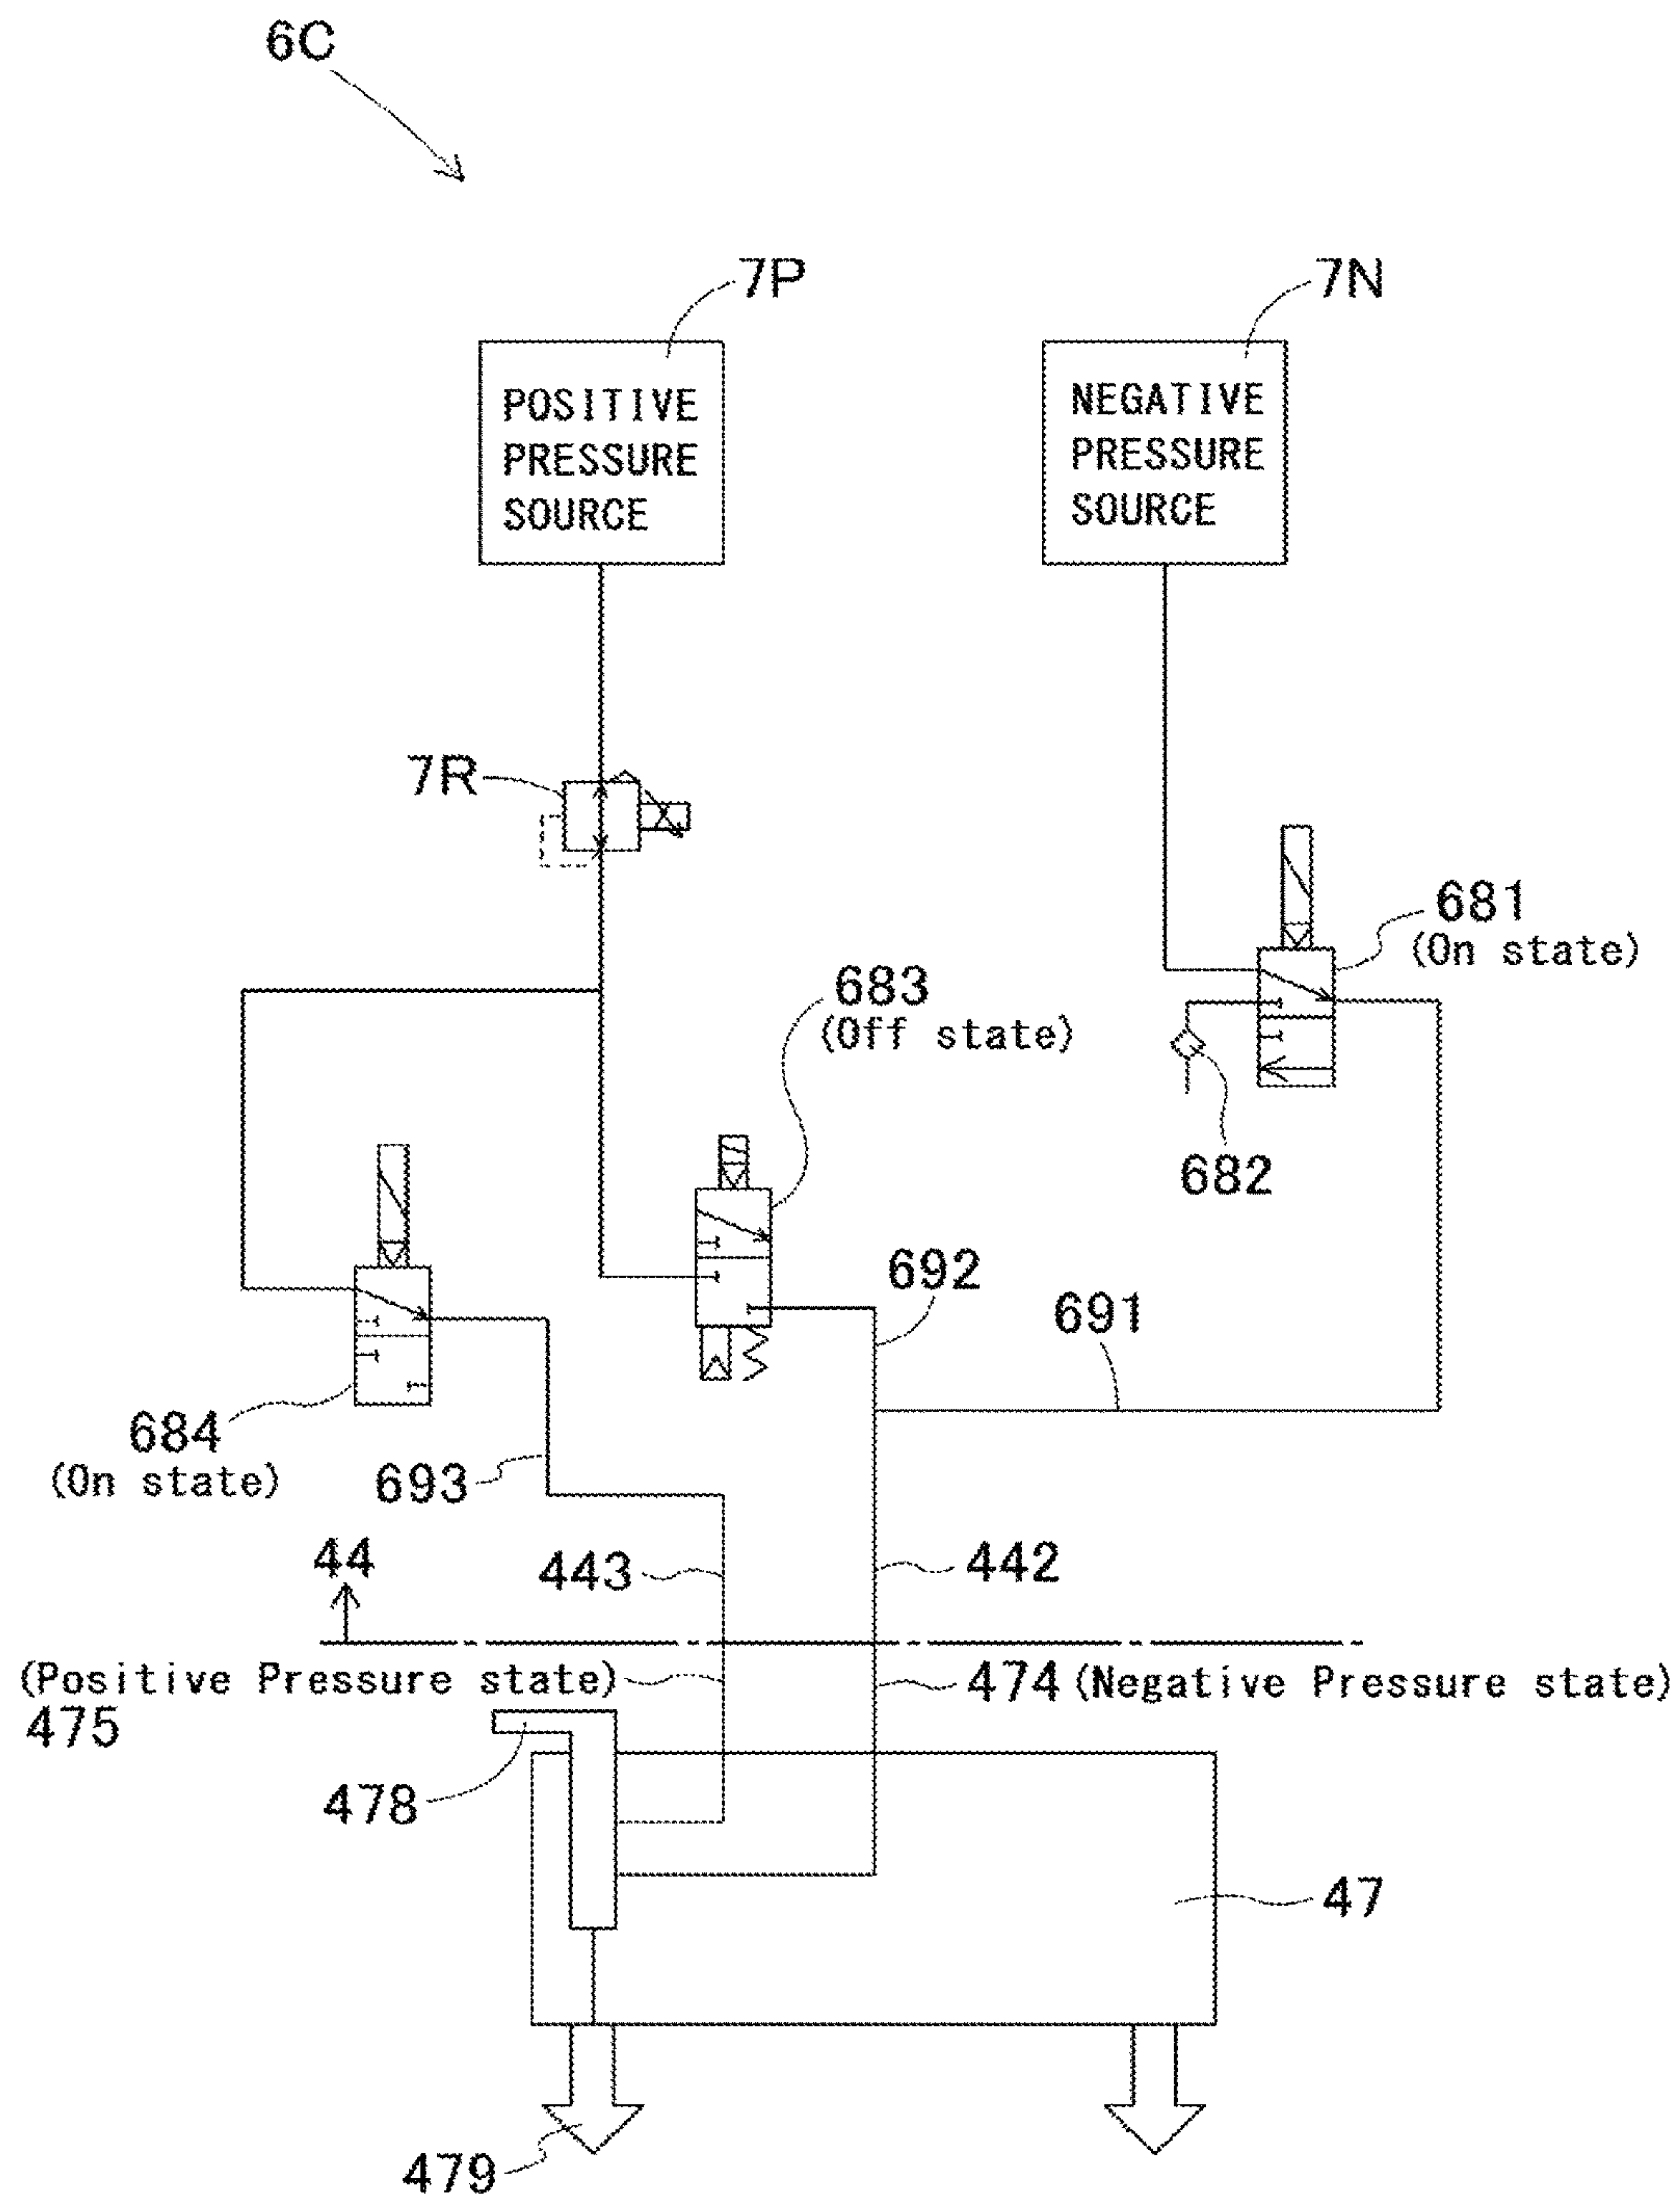 6C
7P
7N
POSITIVE
PRESSURE
SOURCE
NEGATIVE
PRESSURE
SOURCE
7R
681
(On state)
683
(Off state)
682
692
691
684
(On state)
693
44
443
442
(Positive Pressure state)
475
474 (Negative Pressure state)
478
47
479